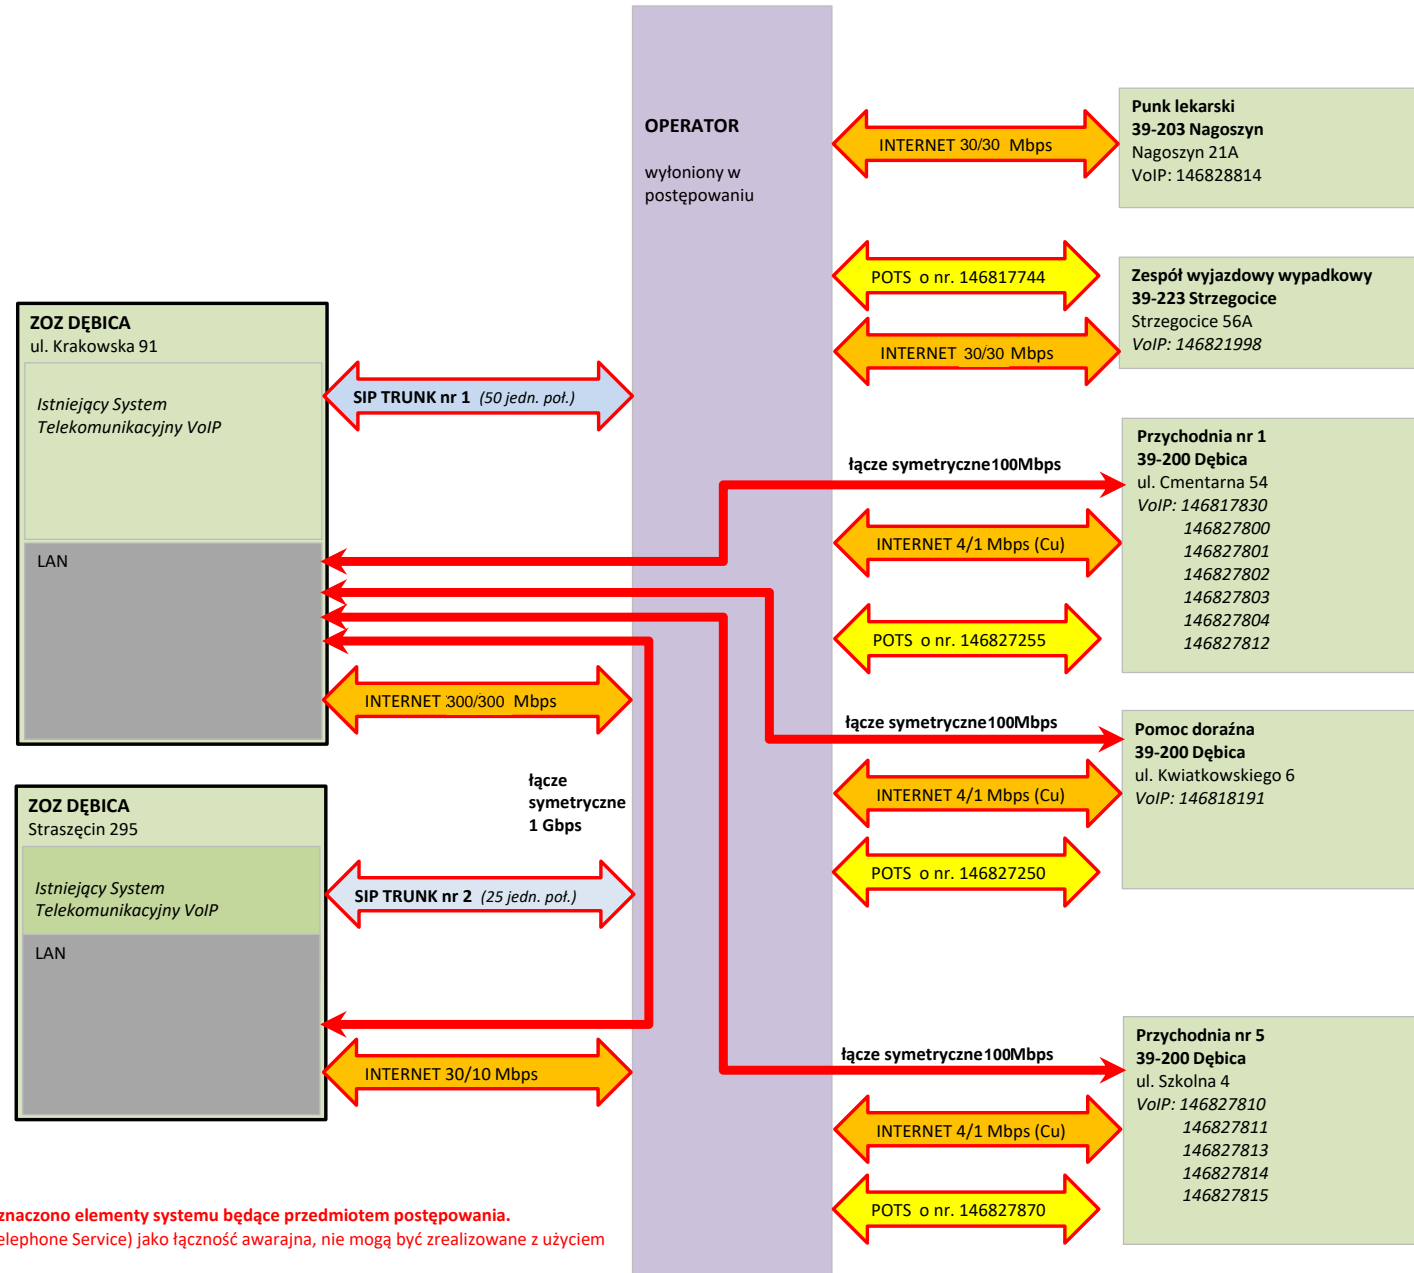 OPERATOR
wyłoniony w
postępowaniu
ZOZ DĘBICA
ul. Krakowska 91
Istniejący System
Telekomunikacyjny VoIP
LAN
SIP TRUNK nr 1 (50 jedn. poł.)
INTERNET 300/300 Mbps
łącze
symetryczne
1 Gbps
ZOZ DĘBICA
Straszęcin 295
Istniejący System
Telekomunikacyjny VoIP
LAN
SIP TRUNK nr 2 (25 jedn. poł.)
INTERNET 30/10 Mbps
INTERNET 30/30 Mbps
Punk lekarski
39-203 Nagoszyn
Nagoszyn 21A
VoIP: 146828814
POTS o nr. 146817744
INTERNET 30/30 Mbps
Zespół wyjazdowy wypadkowy
39-223 Strzegocice
Strzegocice 56A
VoIP: 146821998
łącze symetryczne100Mbps
INTERNET 4/1 Mbps (Cu)
POTS o nr. 146827255
Przychodnia nr 1
39-200 Dębica
ul. Cmentarna 54
VoIP: 146817830
146827800
146827801
146827802
146827803
146827804
146827812
łącze symetryczne100Mbps
INTERNET 4/1 Mbps (Cu)
POTS o nr. 146827250
Pomoc doraźna
39-200 Dębica
ul. Kwiatkowskiego 6
VoIP: 146818191
łącze symetryczne100Mbps
INTERNET 4/1 Mbps (Cu)
POTS o nr. 146827870
Przychodnia nr 5
39-200 Dębica
ul. Szkolna 4
VoIP: 146827810
146827811
146827813
146827814
146827815
znaczono elementy systemu będące przedmiotem postępowania.
elephone Service) jako łączność awarajna, nie mogą być zrealizowane z użyciem